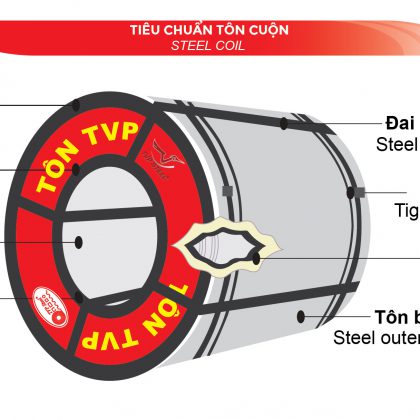 TIÊU CHUẨN TÔN CUỘN
STEEL COIL
TÔN TVP
Đai
Steel
Tig
TÔN TVP
Tôn b
Steel outer